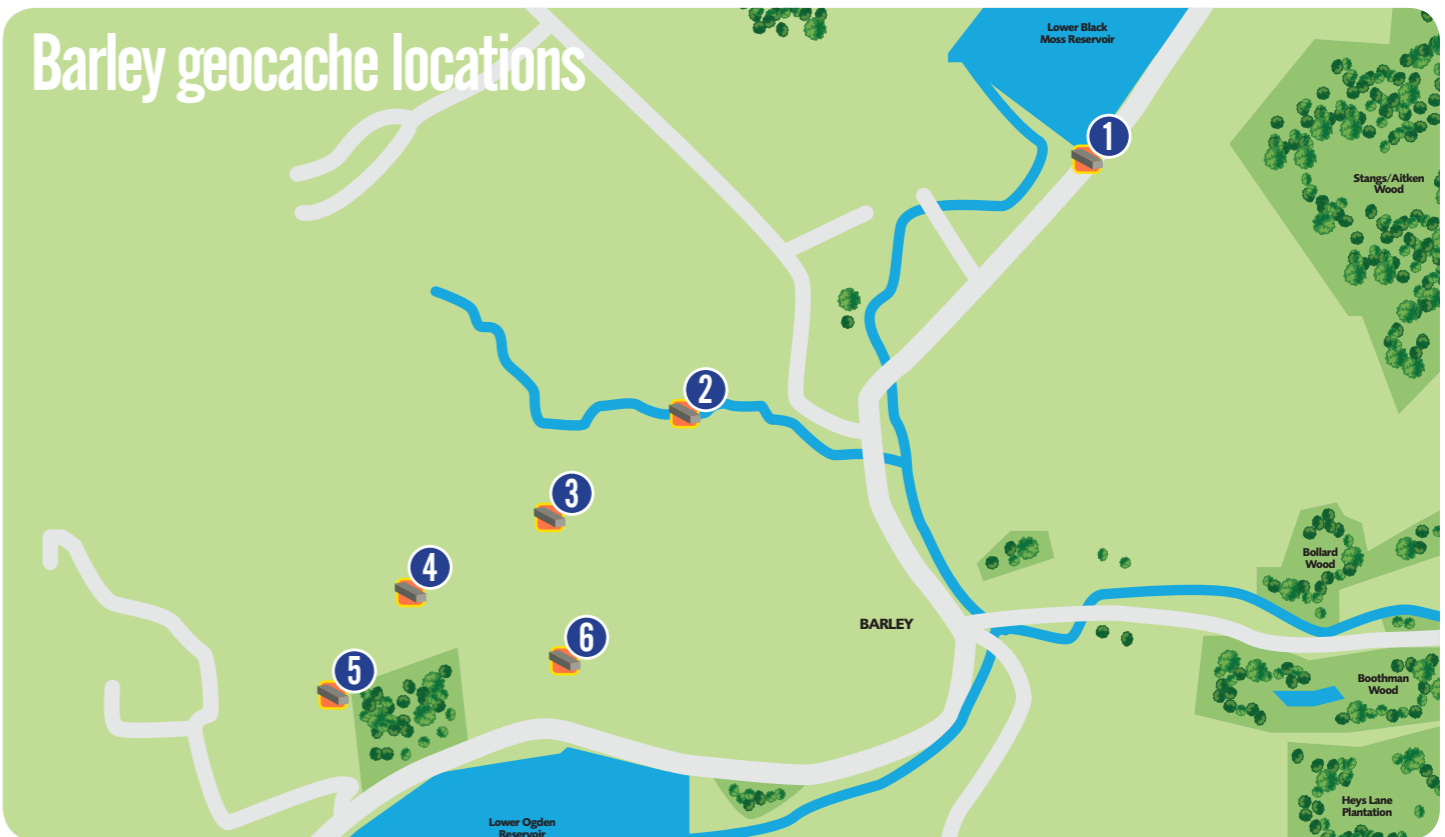 Barley geocache locations
Lower Black
Moss Reservoir
1
Stangs/Aitken
Wood
2
3
4
Bollard
Wood
BARLEY
6
5
Boothman
Wood
Heys Lane
Plantation
Lower Ogden
Reservoir